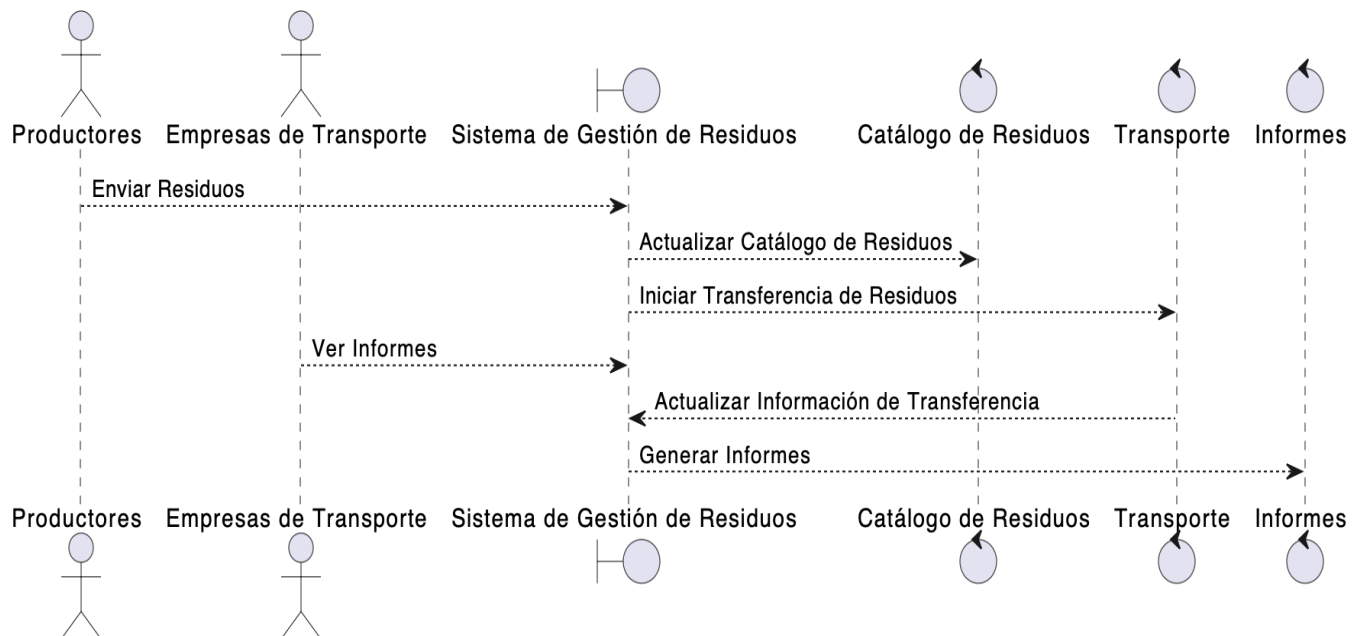 Productores Empresas de Transporte Sistema de Gestión de Residuos Catálogo de Residuos Transporte Informes
Enviar Residuos
Actualizar Catálogo de Residuos
Iniciar Transferencia de Residuos
Ver Informes
Actualizar Información de Transferencia
Generar Informes
Productores Empresas de Transporte Sistema de Gestión de Residuos Catálogo de Residuos Transporte Informes